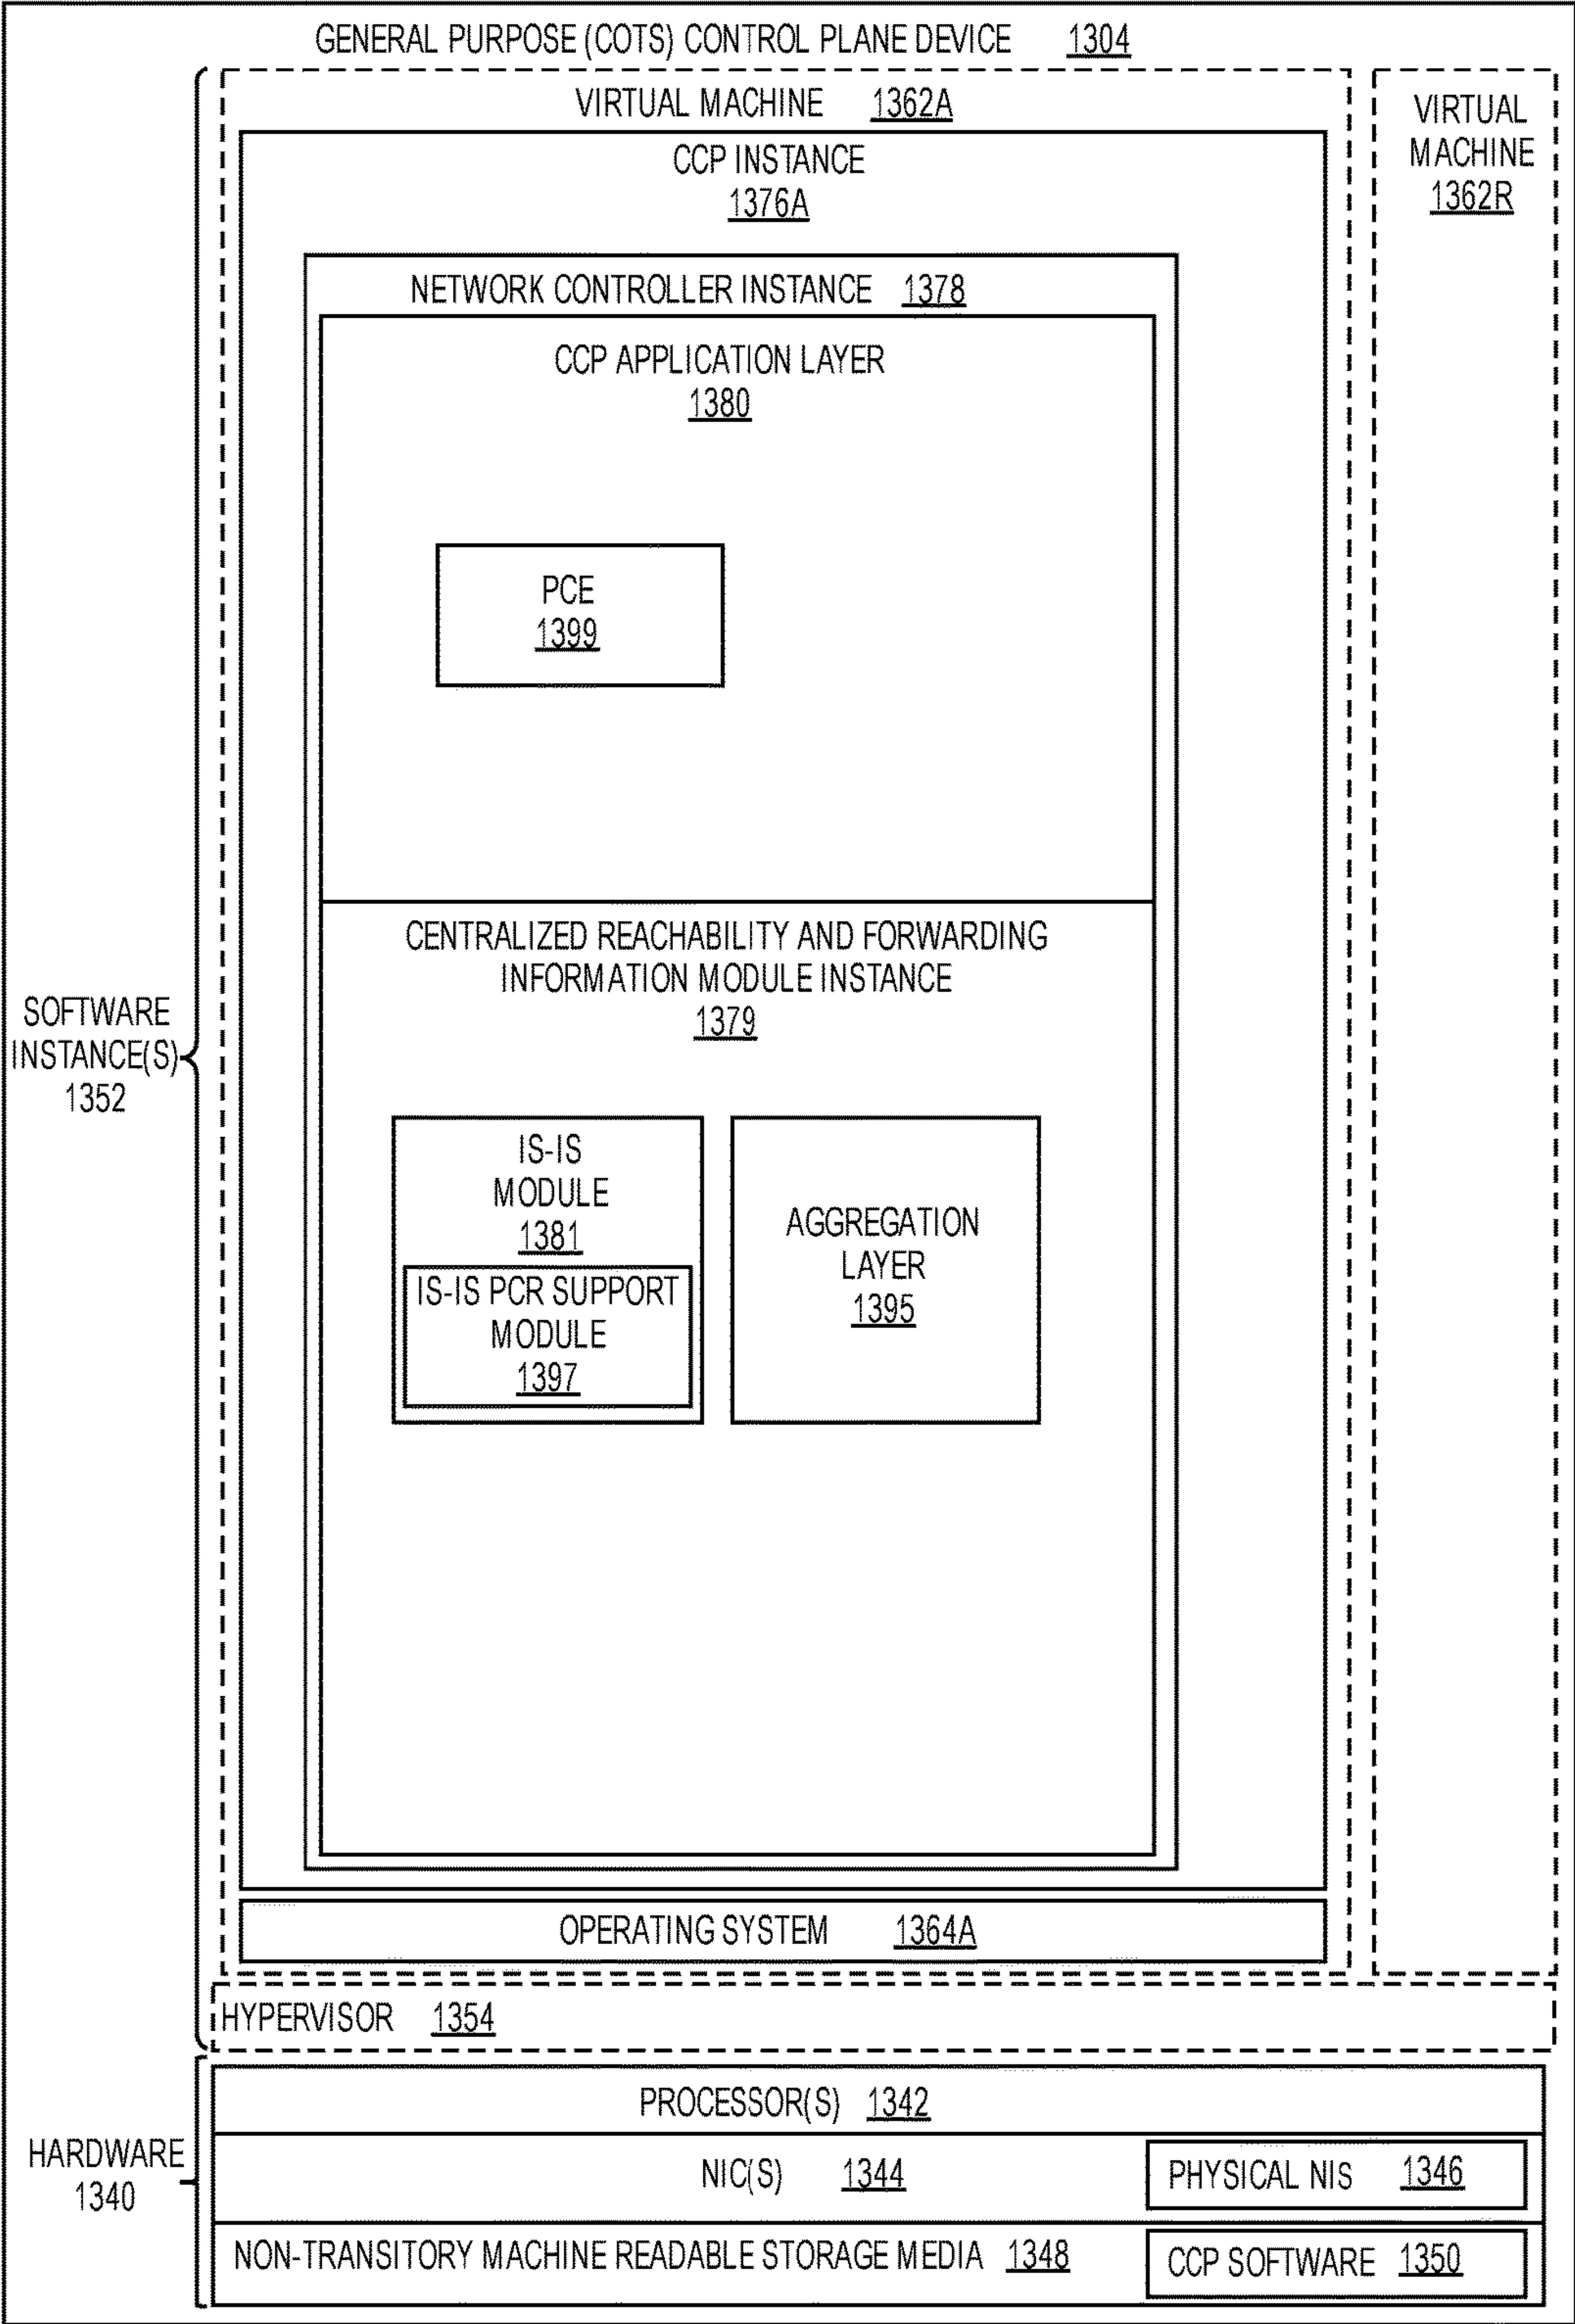 GENERAL PURPOSE (COTS) CONTROL PLANE DEVICE 1304
VIRTUAL MACHINE 1362A
VIRTUAL
MACHINE
1362R
CCP INSTANCE
1376A
NETWORK CONTROLLER INSTANCE 1378
CCP APPLICATION LAYER
1380
PCE
1399
CENTRALIZED REACHABILITY AND FORWARDING
INFORMATION MODULE INSTANCE
1379
SOFTWARE
INSTANCE(S)
1352
IS-IS
MODULE
1381
IS-IS PCR SUPPORT
MODULE
1397
AGGREGATION
LAYER
1395
OPERATING SYSTEM 1364A
HYPERVISOR 1354
HARDWARE
1340
PROCESSOR(S) 1342
NIC(S) 1344
PHYSICAL NIS 1346
NON-TRANSITORY MACHINE READABLE STORAGE MEDIA 1348
CCP SOFTWARE 1350